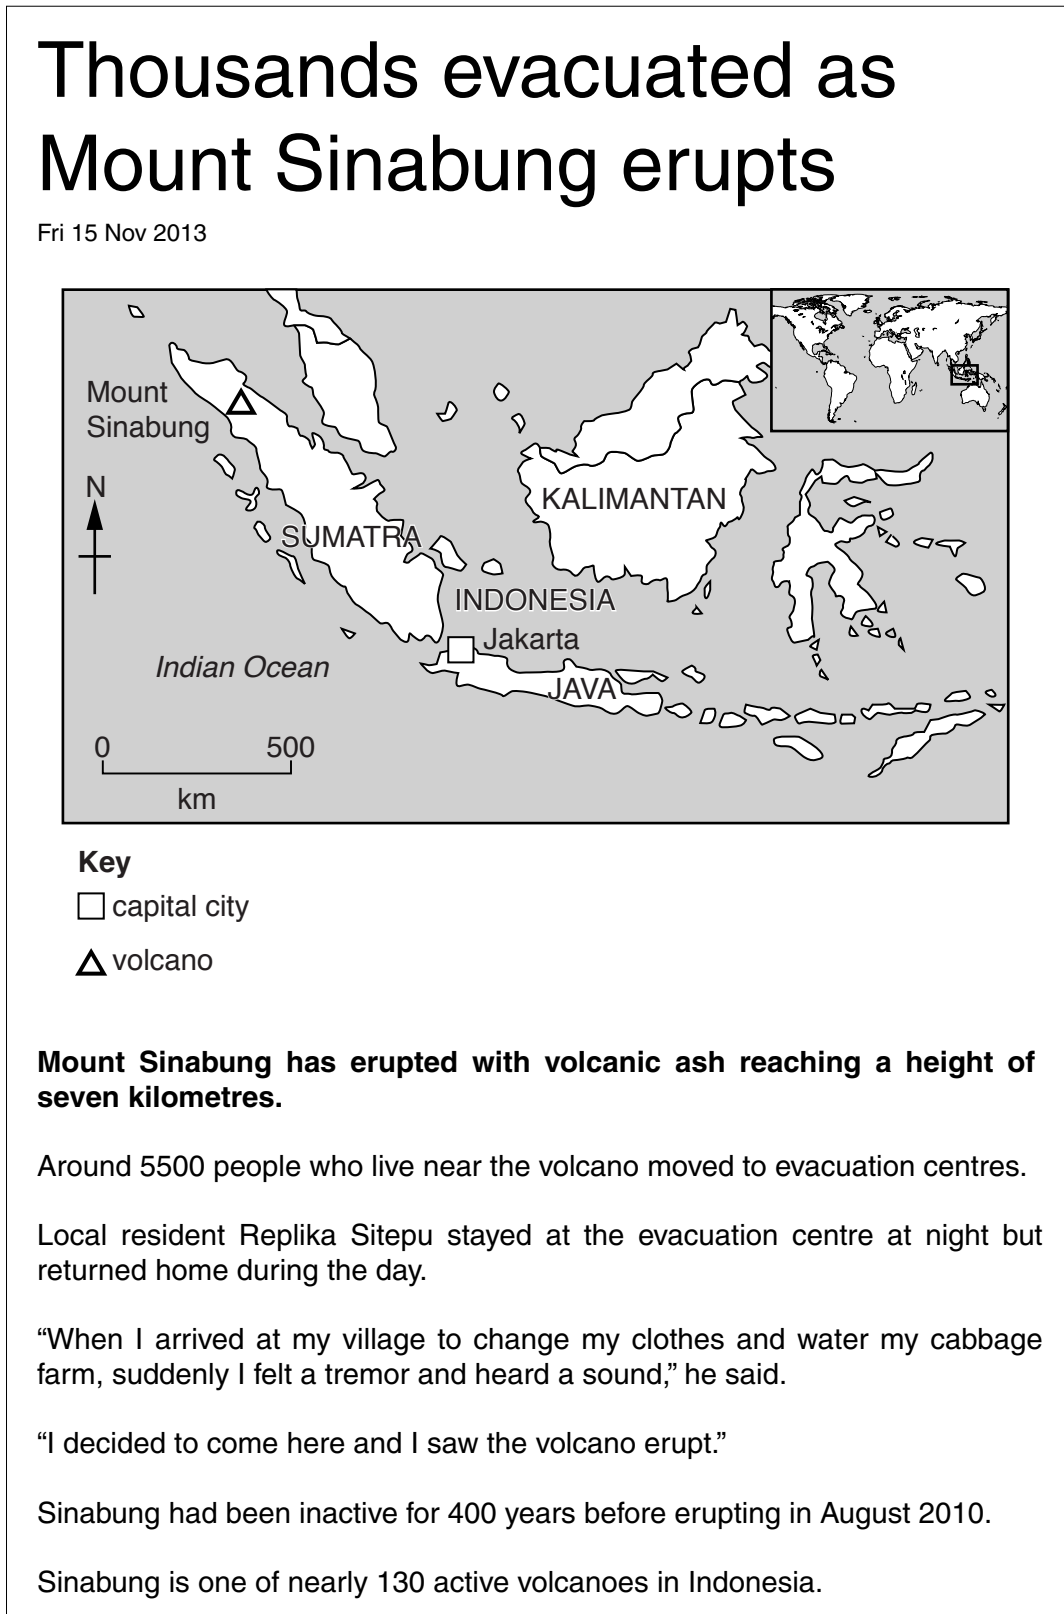 Thousands evacuated as
Mount Sinabung erupts
Fri 15 Nov 2013
Mount
Sinabung
N
KALIMANTAN
SUMATRA
INDONESIA
Jakarta
Indian Ocean
JAVA
0 500
km
Key
capital city
volcano
Mount Sinabung has erupted with volcanic ash reaching a height of
seven kilometres.
Around 5500 people who live near the volcano moved to evacuation centres.
Local resident Replika Sitepu stayed at the evacuation centre at night but
returned home during the day.
“When I arrived at my village to change my clothes and water my cabbage
farm, suddenly I felt a tremor and heard a sound,” he said.
“I decided to come here and I saw the volcano erupt.”
Sinabung had been inactive for 400 years before erupting in August 2010.
Sinabung is one of nearly 130 active volcanoes in Indonesia.